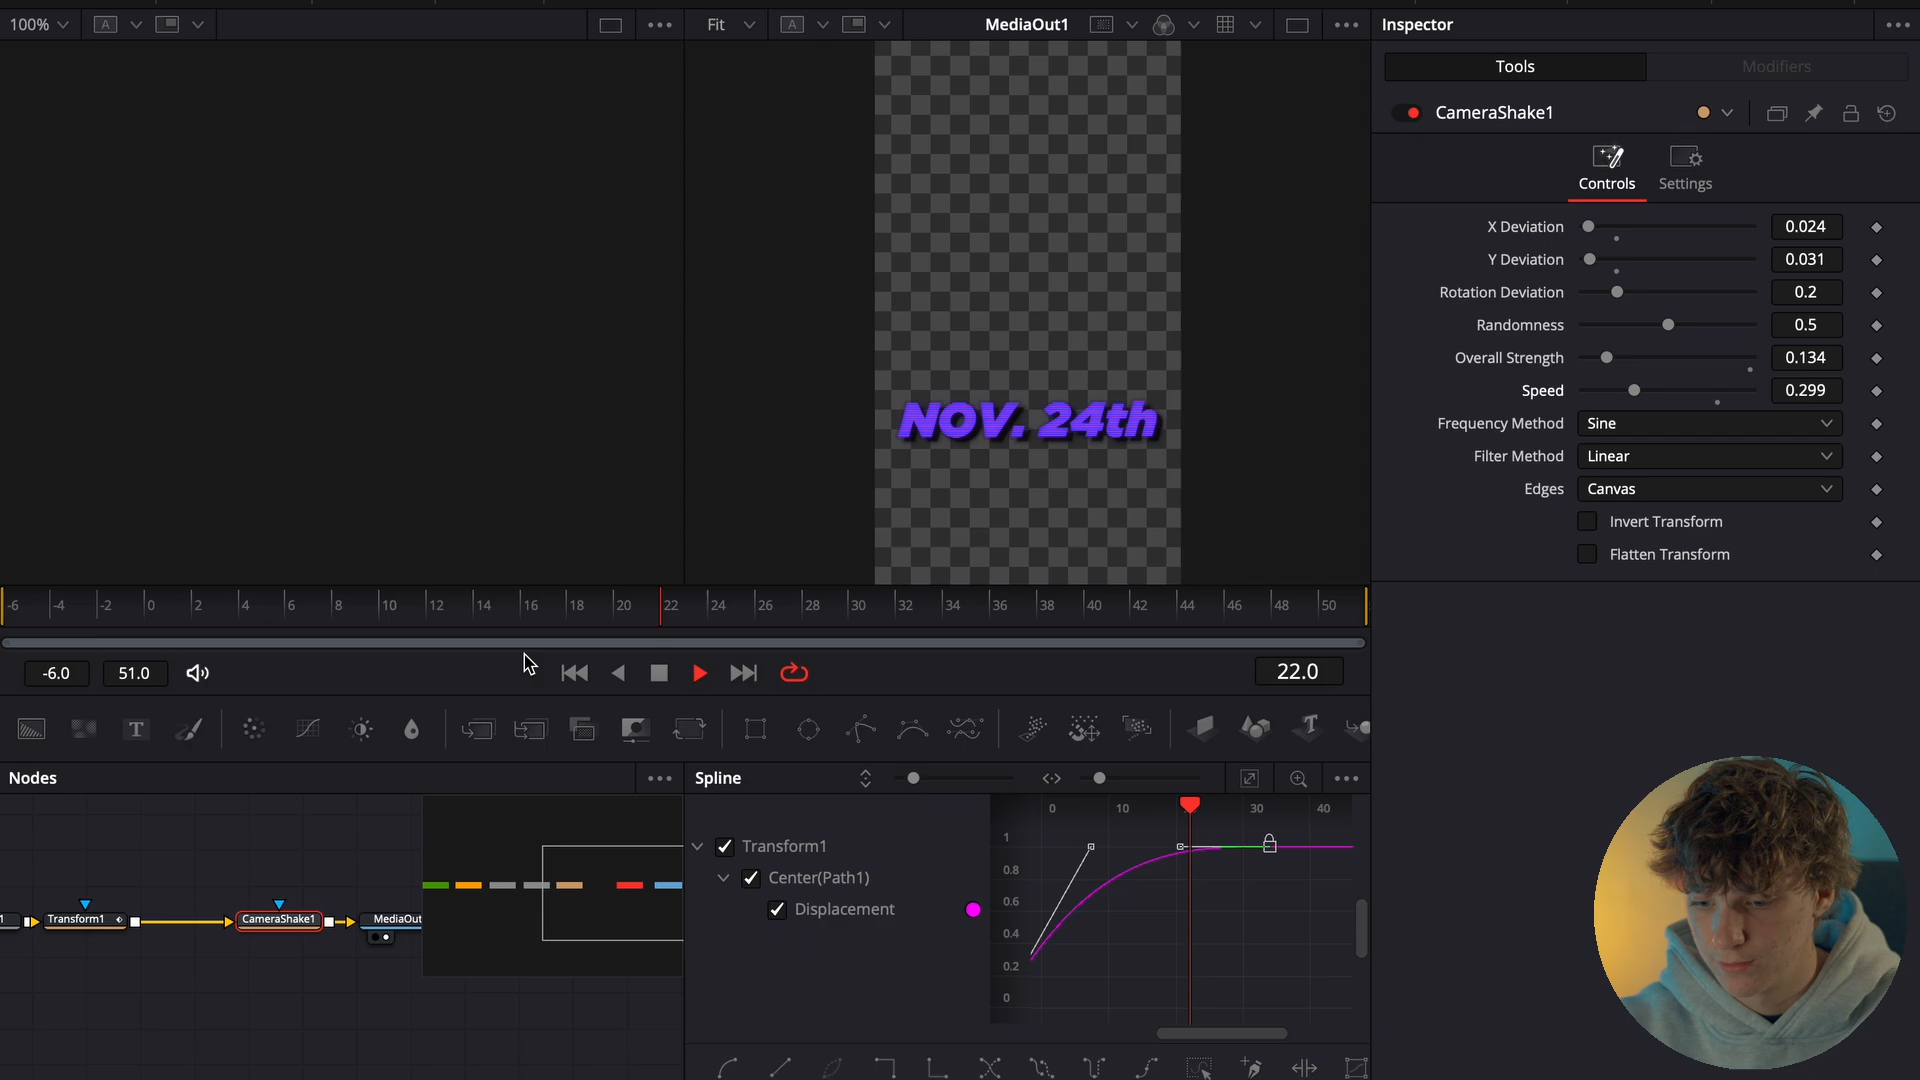 100%
A
Fit
A
MediaOut1
Inspector
Tools
Modifiers
CameraShake1
Controls
Settings
X Deviation
0.024
Y Deviation
0.031
Rotation Deviation
0.2
Randomness
0.5
Overall Strength
0.134
Speed
0.299
Frequency Method
Sine
Filter Method
Linear
Edges
Canvas
Invert Transform
Flatten Transform
NOV. 24th
-6 -4 -2 0 2 4 6 8 10 12 14 16 18 20 22 24 26 28 30 32 34 36 38 40 42 44 46 48 50
-6.0
51.0
22.0
T
T
Nodes
Spline
1
Transform1
CameraShake1
MediaOut
Transform1
Center(Path1)
Displacement
0 10 30 40
1
0.8
0.6
0.4
0.2
0